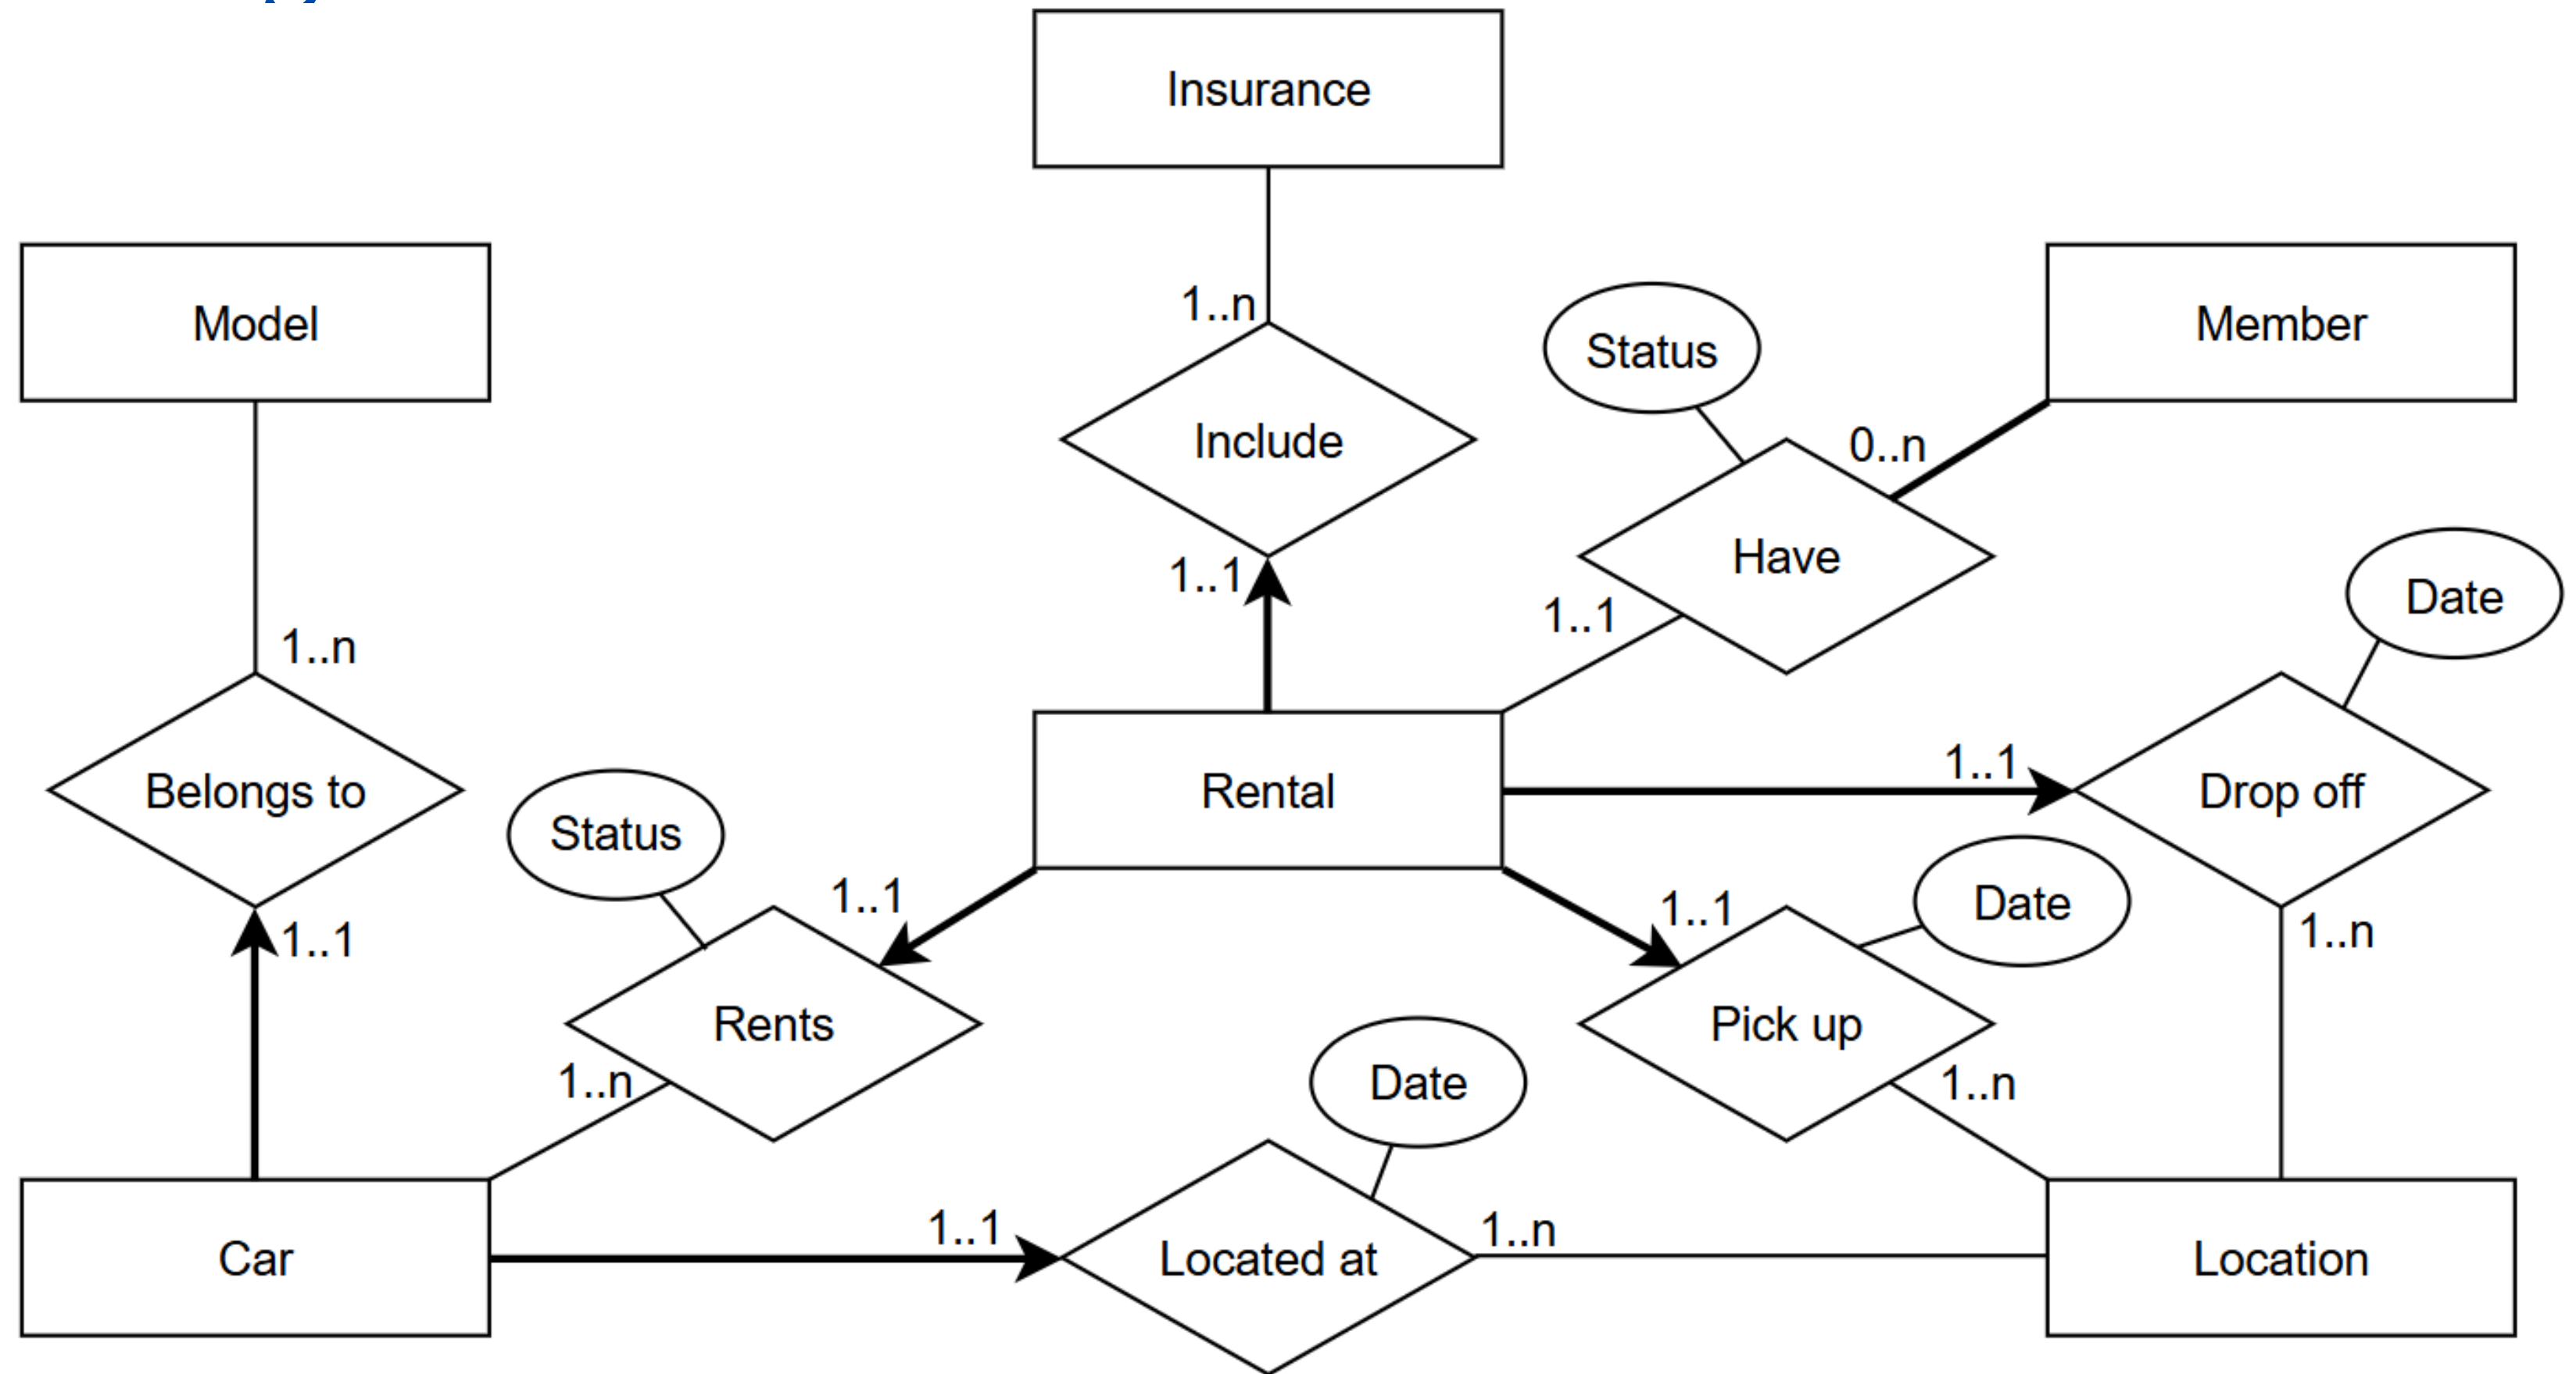 Insurance
Model
1..n
Status
Member
Include
0..n
1..1
Have
1..1
Date
1..n
Belongs to
Status
Rental
1..1
Drop off
1..1
1..1
Date
1..n
1..1
Rents
Pick up
1..n
Date
1..n
Car
1..1
Located at
1..n
Location